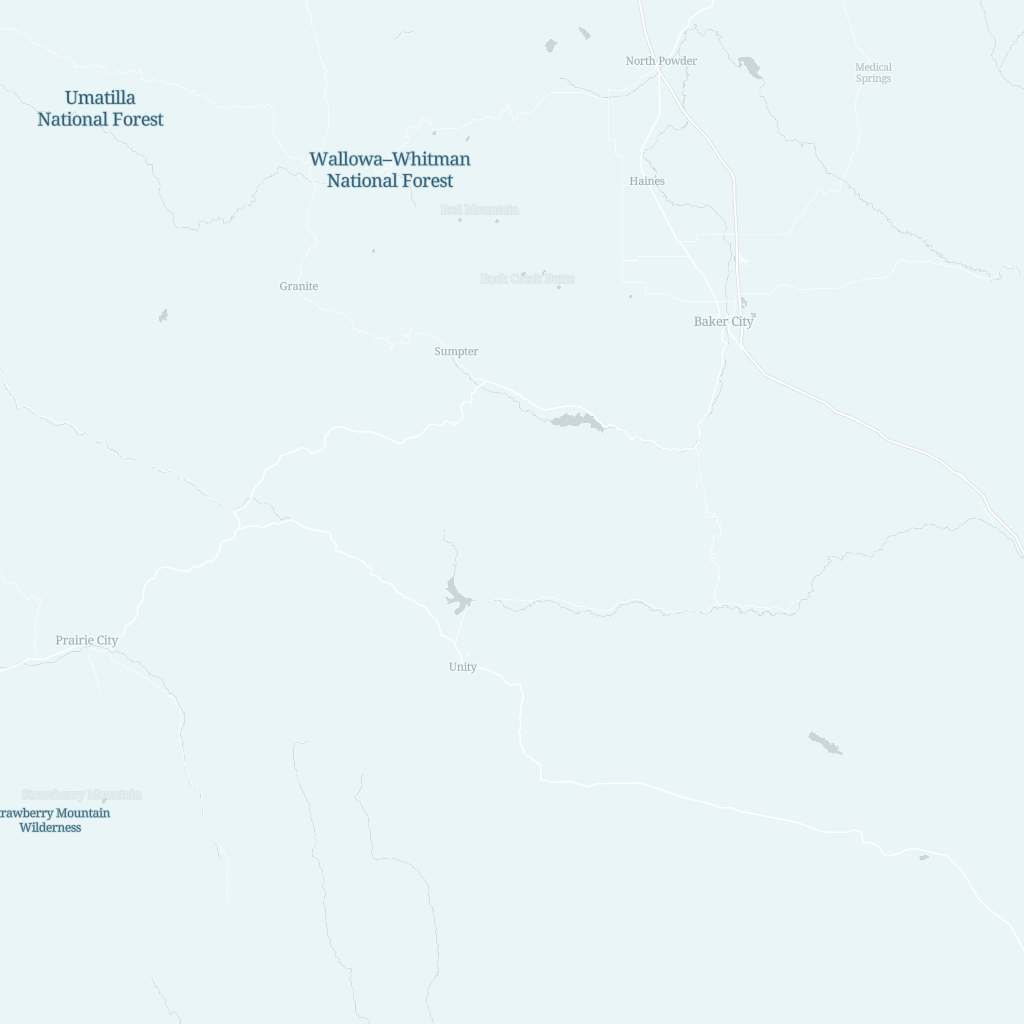 North Powder
Medical
Springs
Umatilla
National Forest
Wallowa–Whitman
National Forest
Haines
Red Mountain
Rock Creek Butte
Granite
Baker City
Sumpter
Prairie City
Unity
Strawberry Mountain
trawberry Mountain
Wilderness